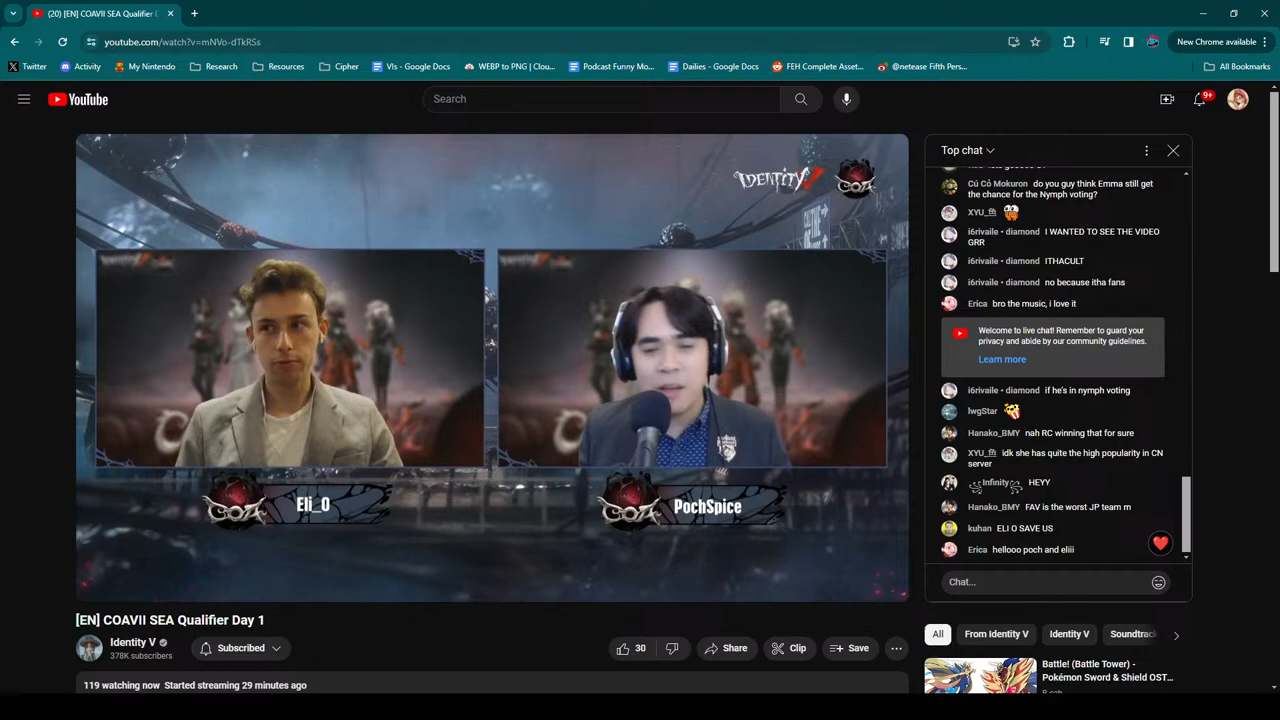 (20) [EN] COAVII SEA Qualifier D
youtube.com/watch?v=mNVo-dTkRSs
New Chrome available
Twitter
Activity
My Nintendo
Research
Resources
Cipher
VIs - Google Docs
WEBP to PNG | Clou...
Podcast Funny Mo...
Dailies - Google Docs
FEH Complete Asset...
@netease Fifth Pers...
All Bookmarks
YouTube
Search
9+
IDENTITY V
COA
Eli_O
PochSpice
Top chat
Cú Cỏ Mokuron do you guy think Emma still get
the chance for the Nymph voting?
i6rivaile • diamond I WANTED TO SEE THE VIDEO
GRR
i6rivaile • diamond ITHACULT
i6rivaile • diamond no because itha fans
Erica bro the music, i love it
Welcome to live chat! Remember to guard your
privacy and abide by our community guidelines.
Learn more
i6rivaile • diamond if he's in nymph voting
lwgStar
Hanako_BMY nah RC winning that for sure
idk she has quite the high popularity in CN
server
Infinity HEYY
Hanako_BMY FAV is the worst JP team m
kuhan ELI O SAVE US
Erica hellooo poch and eliii
Chat...
[EN] COAVII SEA Qualifier Day 1
Identity V
378K subscribers
Subscribed
30
Share
Clip
Save
119 watching now Started streaming 29 minutes ago
All
From Identity V
Identity V
Soundtrac
Battle! (Battle Tower) -
Pokémon Sword & Shield OST...